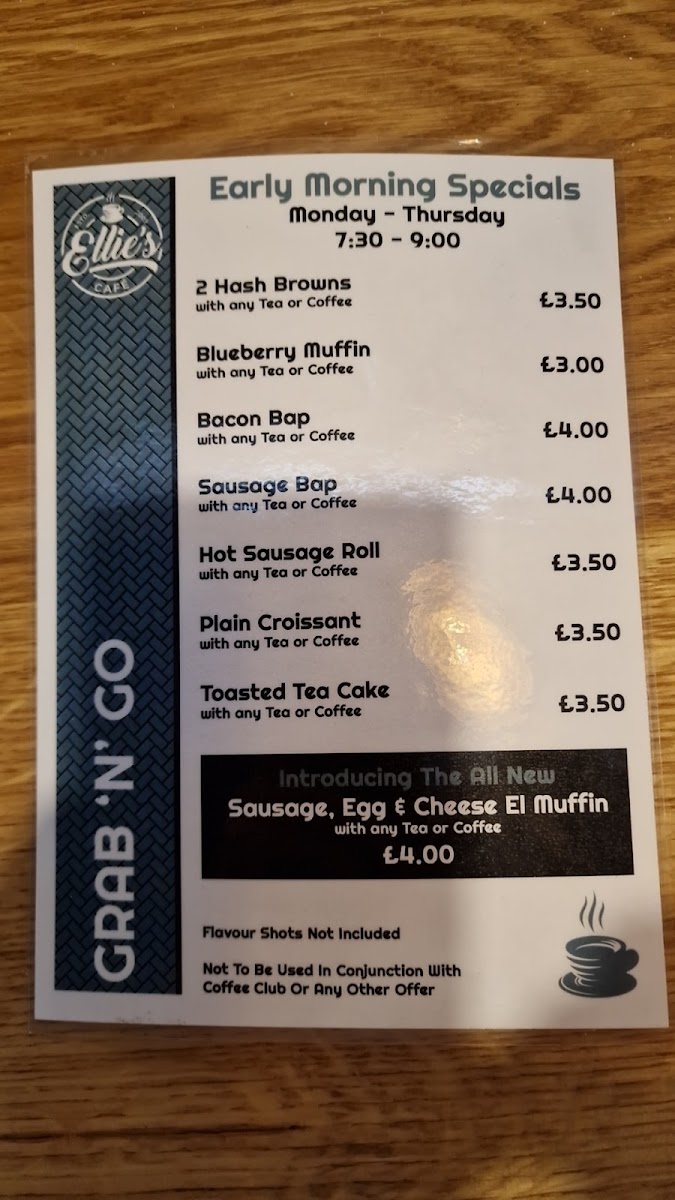 Ellie's
CAFE
GRAB 'N' GO
Early Morning Specials
Monday - Thursday
7:30 - 9:00
2 Hash Browns
with any Tea or Coffee
£3.50
Blueberry Muffin
with any Tea or Coffee
£3.00
Bacon Bap
with any Tea or Coffee
£4.00
Sausage Bap
with any Tea or Coffee
£4.00
Hot Sausage Roll
with any Tea or Coffee
£3.50
Plain Croissant
with any Tea or Coffee
£3.50
Toasted Tea Cake
with any Tea or Coffee
£3.50
Introducing The All New
Sausage, Egg & Cheese El Muffin
with any Tea or Coffee
£4.00
Flavour Shots Not Included
Not To Be Used In Conjunction With
Coffee Club Or Any Other Offer